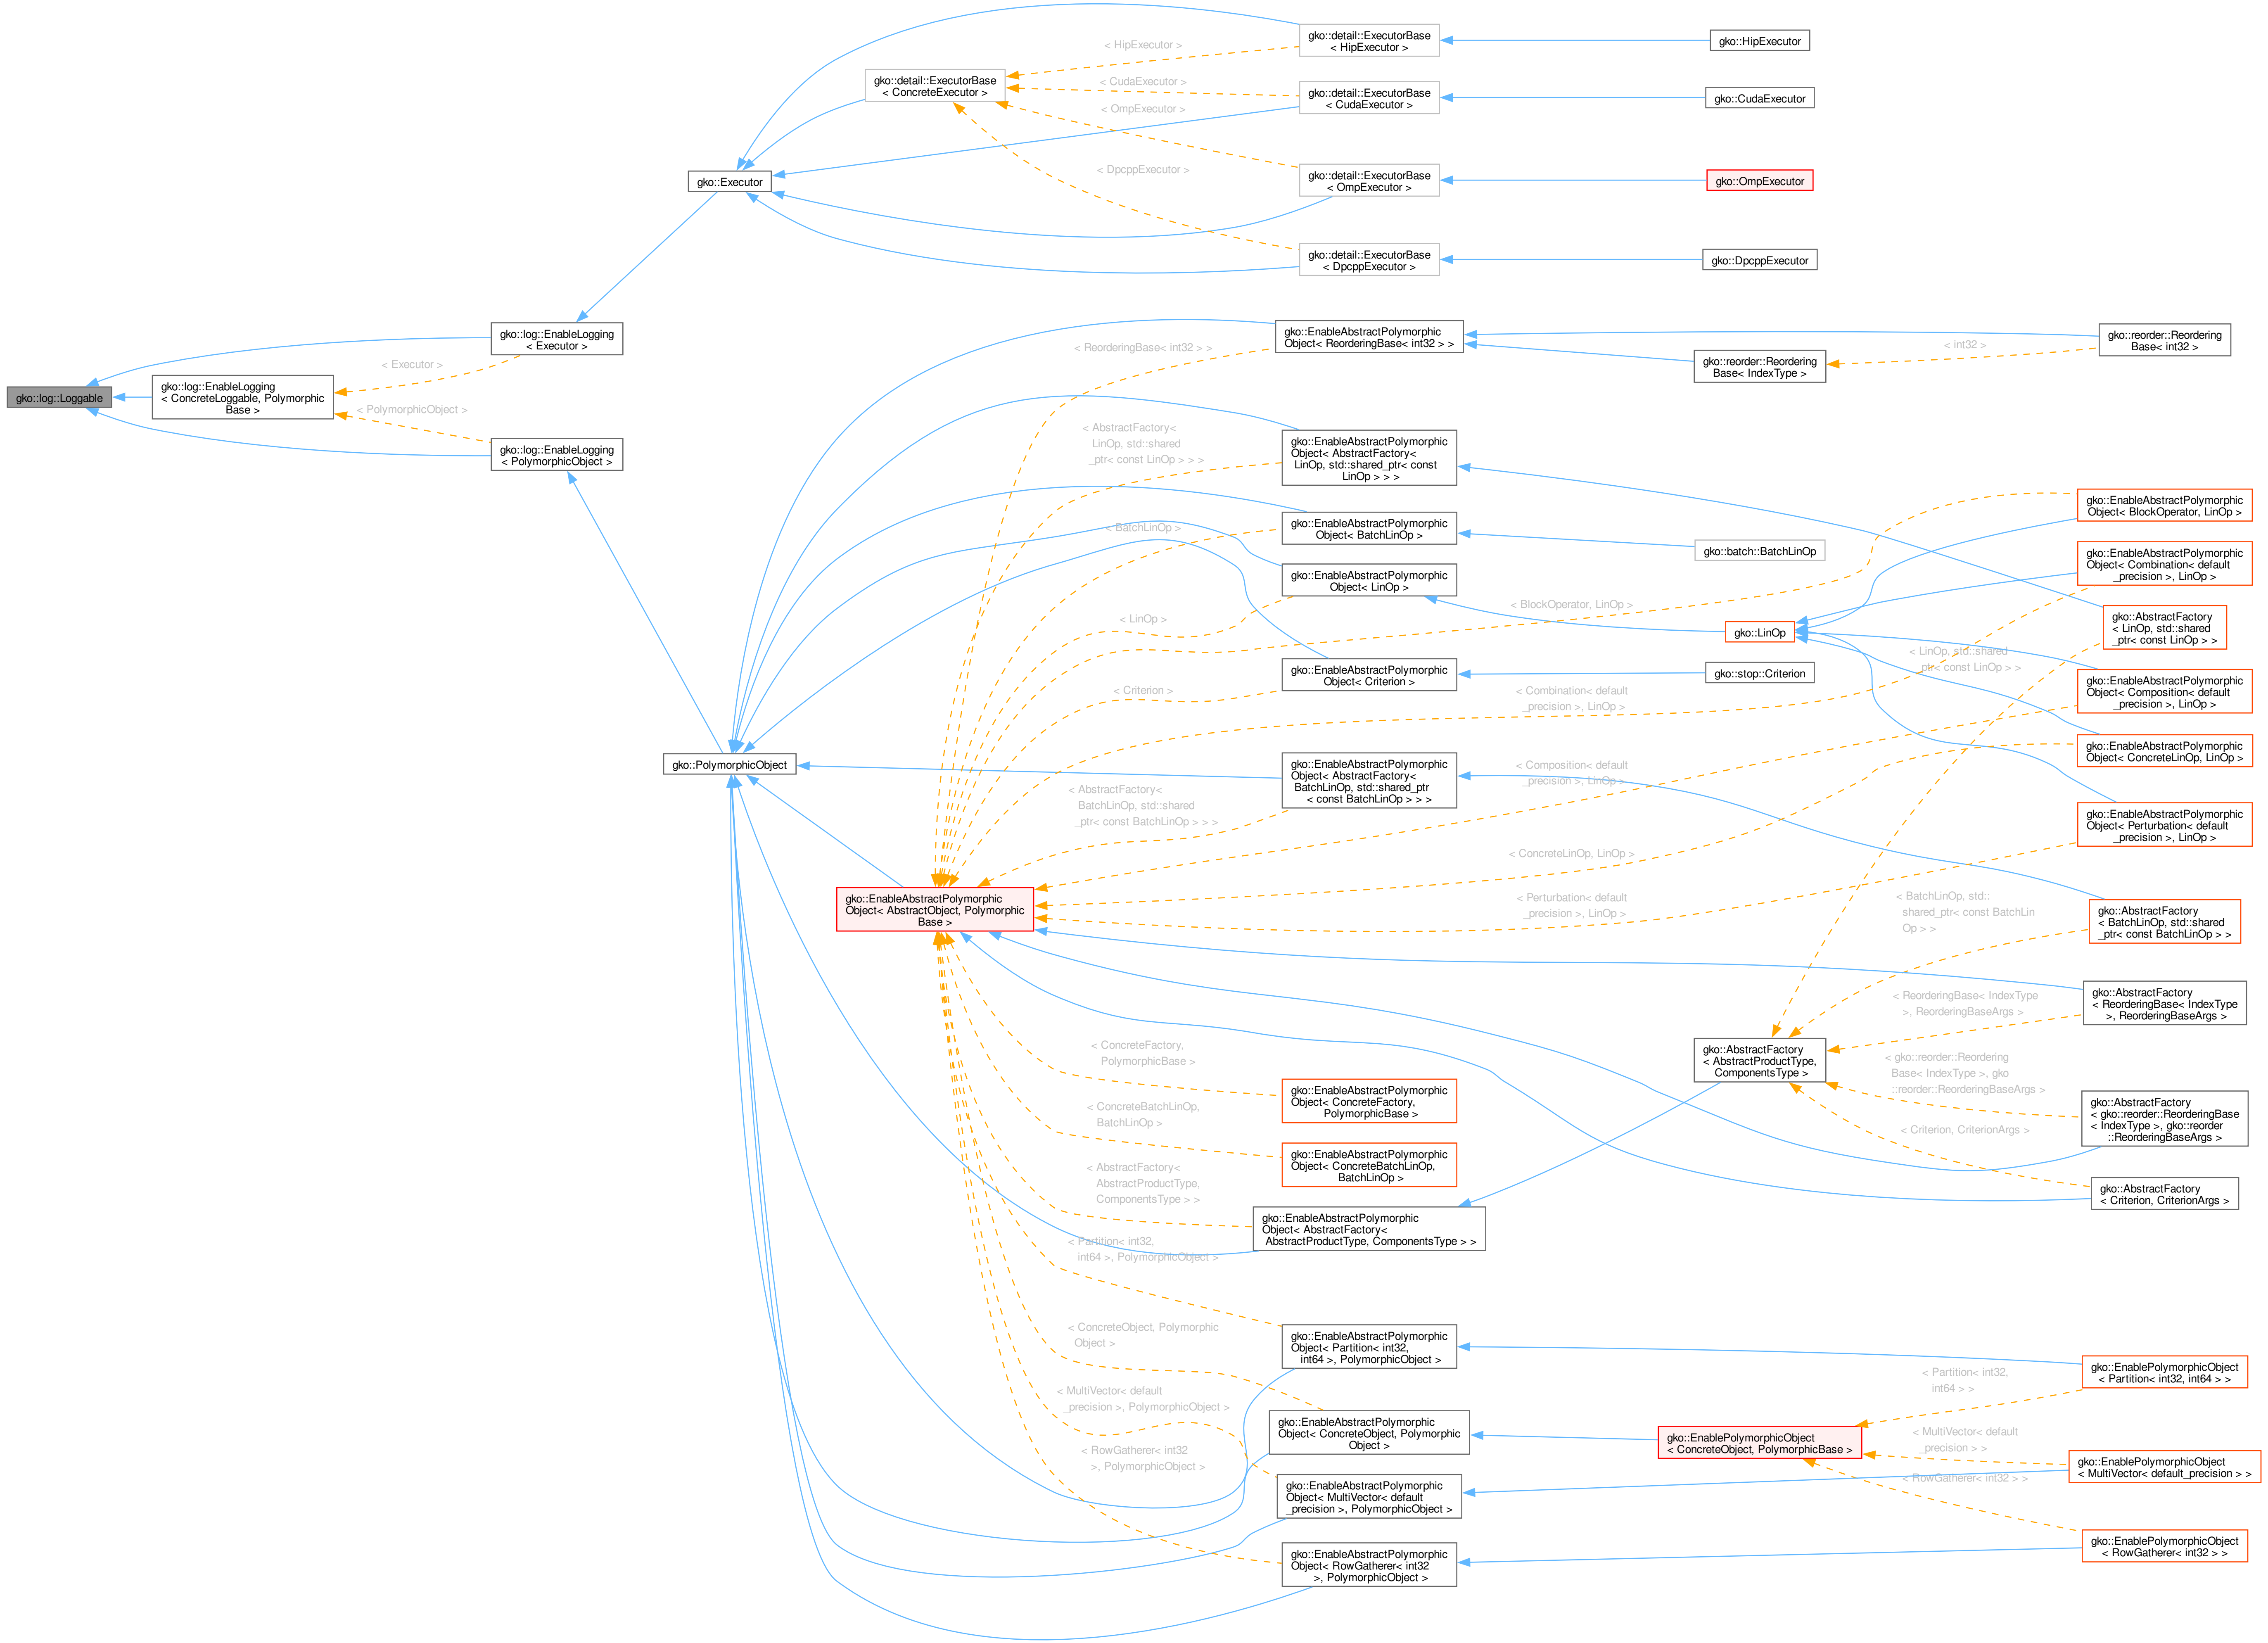 gko::log::Loggable
gko::log::EnableLogging
< Executor >
< Executor >
gko::log::EnableLogging
< ConcreteLoggable, Polymorphic
Base >
< PolymorphicObject >
gko::log::EnableLogging
< PolymorphicObject >
gko::Executor
gko::PolymorphicObject
gko::detail::ExecutorBase
< ConcreteExecutor >
< HipExecutor >
< CudaExecutor >
< OmpExecutor >
< DpcppExecutor >
gko::detail::ExecutorBase
< HipExecutor >
gko::HipExecutor
gko::detail::ExecutorBase
< CudaExecutor >
gko::CudaExecutor
gko::detail::ExecutorBase
< OmpExecutor >
gko::OmpExecutor
gko::detail::ExecutorBase
< DpcppExecutor >
gko::DpcppExecutor
gko::EnableAbstractPolymorphic
Object< AbstractObject, Polymorphic
Base >
< ReorderingBase< int32 > >
< AbstractFactory<
LinOp, std::shared
_ptr< const LinOp > > >
< BatchLinOp >
< LinOp >
< Criterion >
< AbstractFactory<
BatchLinOp, std::shared
_ptr< const BatchLinOp > > >
< ConcreteFactory,
PolymorphicBase >
< ConcreteBatchLinOp,
BatchLinOp >
< AbstractFactory<
AbstractProductType,
ComponentsType > >
< Partition< int32,
int64 >, PolymorphicObject >
< ConcreteObject, Polymorphic
Object >
< MultiVector< default
_precision >, PolymorphicObject >
< RowGatherer< int32
>, PolymorphicObject >
gko::EnableAbstractPolymorphic
Object< ReorderingBase< int32 > >
gko::EnableAbstractPolymorphic
Object< AbstractFactory<
LinOp, std::shared_ptr< const
LinOp > > >
gko::EnableAbstractPolymorphic
Object< BatchLinOp >
gko::EnableAbstractPolymorphic
Object< LinOp >
gko::EnableAbstractPolymorphic
Object< Criterion >
gko::EnableAbstractPolymorphic
Object< AbstractFactory<
BatchLinOp, std::shared_ptr
< const BatchLinOp > > >
gko::EnableAbstractPolymorphic
Object< ConcreteFactory,
PolymorphicBase >
gko::EnableAbstractPolymorphic
Object< ConcreteBatchLinOp,
BatchLinOp >
gko::EnableAbstractPolymorphic
Object< AbstractFactory<
AbstractProductType, ComponentsType > >
gko::EnableAbstractPolymorphic
Object< Partition< int32,
int64 >, PolymorphicObject >
gko::EnableAbstractPolymorphic
Object< ConcreteObject, Polymorphic
Object >
gko::EnableAbstractPolymorphic
Object< MultiVector< default
_precision >, PolymorphicObject >
gko::EnableAbstractPolymorphic
Object< RowGatherer< int32
>, PolymorphicObject >
gko::reorder::Reordering
Base< IndexType >
< int32 >
gko::reorder::Reordering
Base< int32 >
gko::batch::BatchLinOp
< BlockOperator, LinOp >
gko::LinOp
gko::stop::Criterion
< Combination< default
_precision >, LinOp >
< Composition< default
_precision >, LinOp >
< ConcreteLinOp, LinOp >
< Perturbation< default
_precision >, LinOp >
gko::AbstractFactory
< AbstractProductType,
ComponentsType >
< LinOp, std::shared
_ptr< const LinOp > >
< BatchLinOp, std::
shared_ptr< const BatchLin
Op > >
< ReorderingBase< IndexType
>, ReorderingBaseArgs >
< gko::reorder::Reordering
Base< IndexType >, gko
::reorder::ReorderingBaseArgs >
< Criterion, CriterionArgs >
gko::EnableAbstractPolymorphic
Object< BlockOperator, LinOp >
gko::EnableAbstractPolymorphic
Object< Combination< default
_precision >, LinOp >
gko::AbstractFactory
< LinOp, std::shared
_ptr< const LinOp > >
gko::EnableAbstractPolymorphic
Object< Composition< default
_precision >, LinOp >
gko::EnableAbstractPolymorphic
Object< ConcreteLinOp, LinOp >
gko::EnableAbstractPolymorphic
Object< Perturbation< default
_precision >, LinOp >
gko::AbstractFactory
< BatchLinOp, std::shared
_ptr< const BatchLinOp > >
gko::AbstractFactory
< ReorderingBase< IndexType
>, ReorderingBaseArgs >
gko::AbstractFactory
< gko::reorder::ReorderingBase
< IndexType >, gko::reorder
::ReorderingBaseArgs >
gko::AbstractFactory
< Criterion, CriterionArgs >
gko::EnablePolymorphicObject
< ConcreteObject, PolymorphicBase >
< Partition< int32,
int64 > >
< MultiVector< default
_precision > >
< RowGatherer< int32 > >
gko::EnablePolymorphicObject
< Partition< int32, int64 > >
gko::EnablePolymorphicObject
< MultiVector< default_precision > >
gko::EnablePolymorphicObject
< RowGatherer< int32 > >